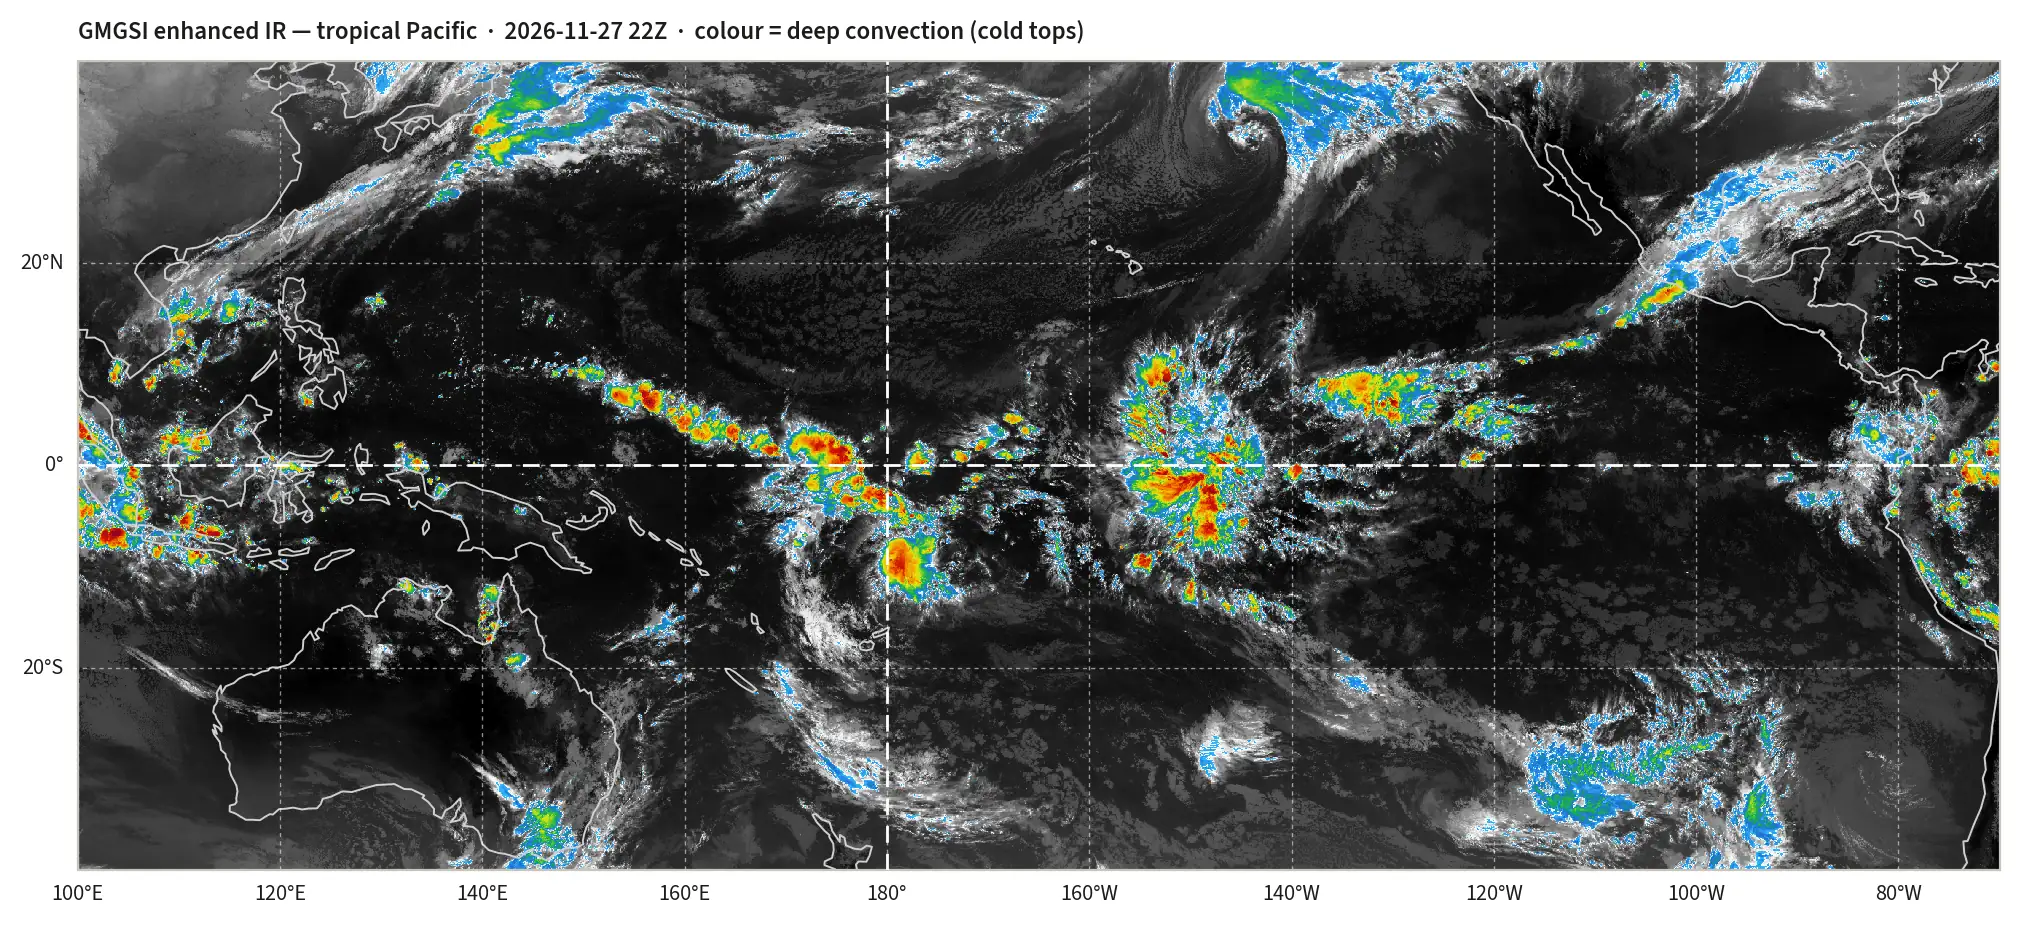 GMGSI enhanced IR — tropical Pacific · 2026-11-27 22Z · colour = deep convection (cold tops)
20°N
0°
20°S
100°E 120°E 140°E 160°E 180° 160°W 140°W 120°W 100°W 80°W